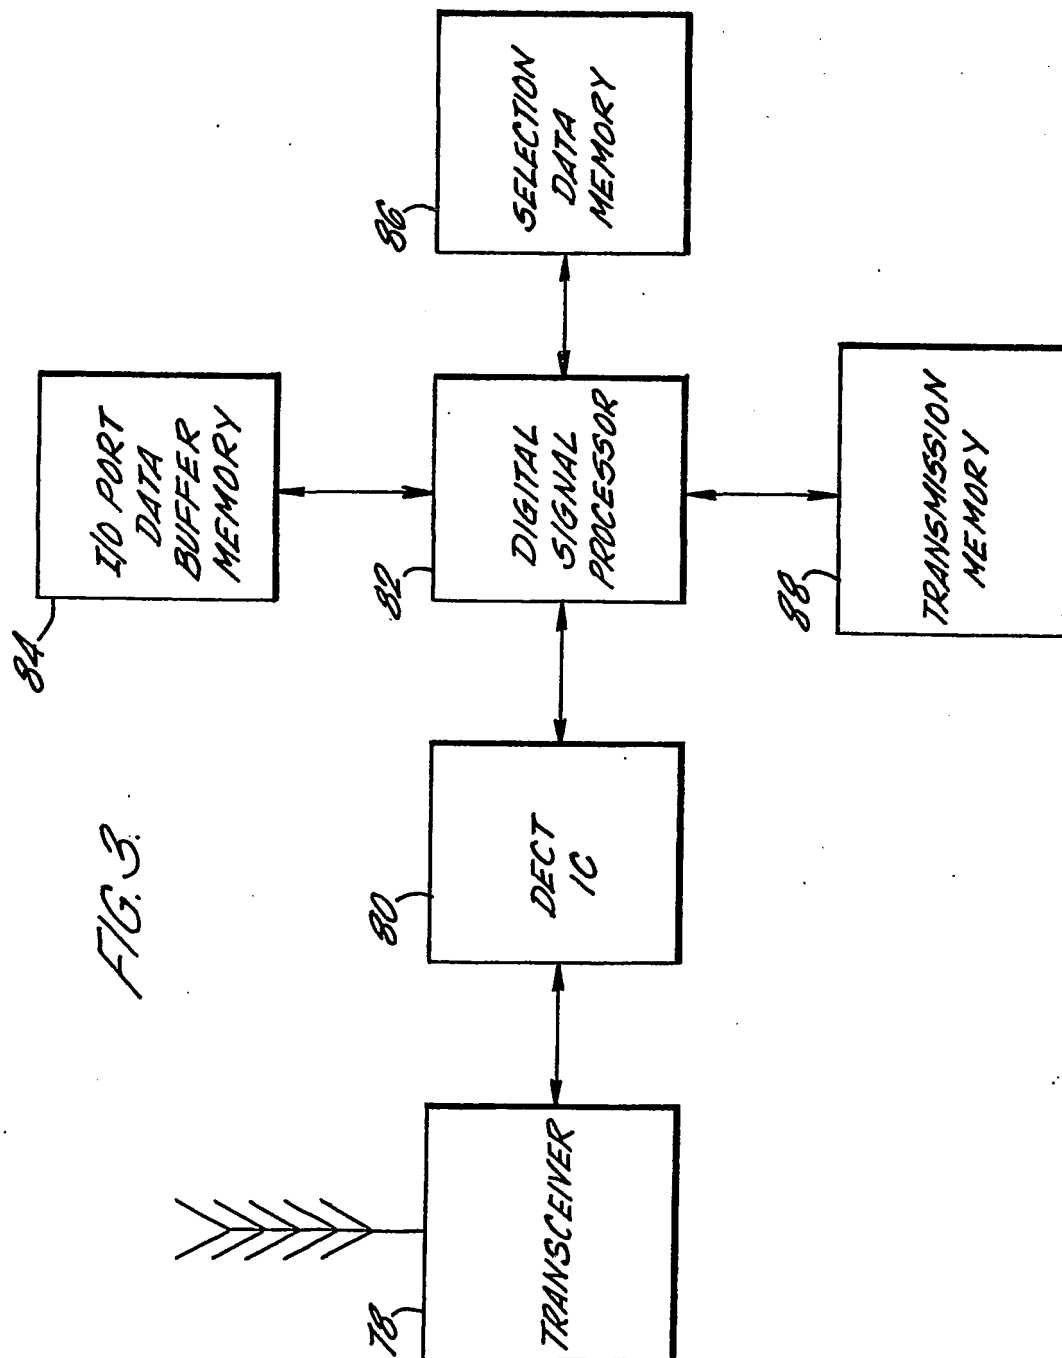 FIG. 3.
84
I/O PORT
DATA
BUFFER
MEMORY
78
TRANSCEIVER
80
DECT
IC
82
DIGITAL
SIGNAL
PROCESSOR
86
SELECTION
DATA
MEMORY
88
TRANSMISSION
MEMORY